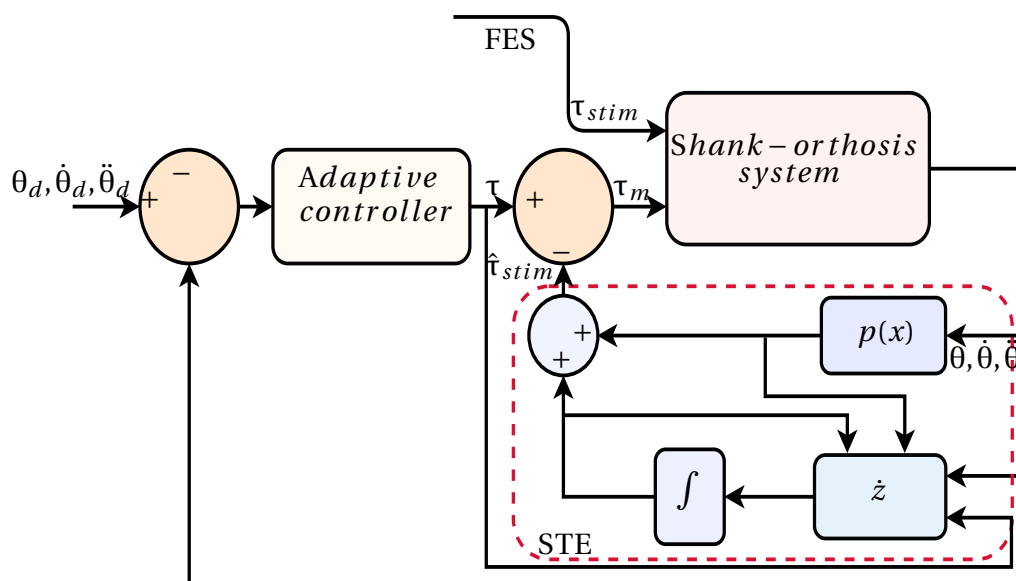 FES
τ_stim
Shank-orthosis
system
θ_d, θ̇_d, θ̈_d
−
+
Adaptive
controller
τ
+
−
τ_m
τ̂_stim
+
+
p(x)
θ, θ̇, θ̈
∫
ż
STE